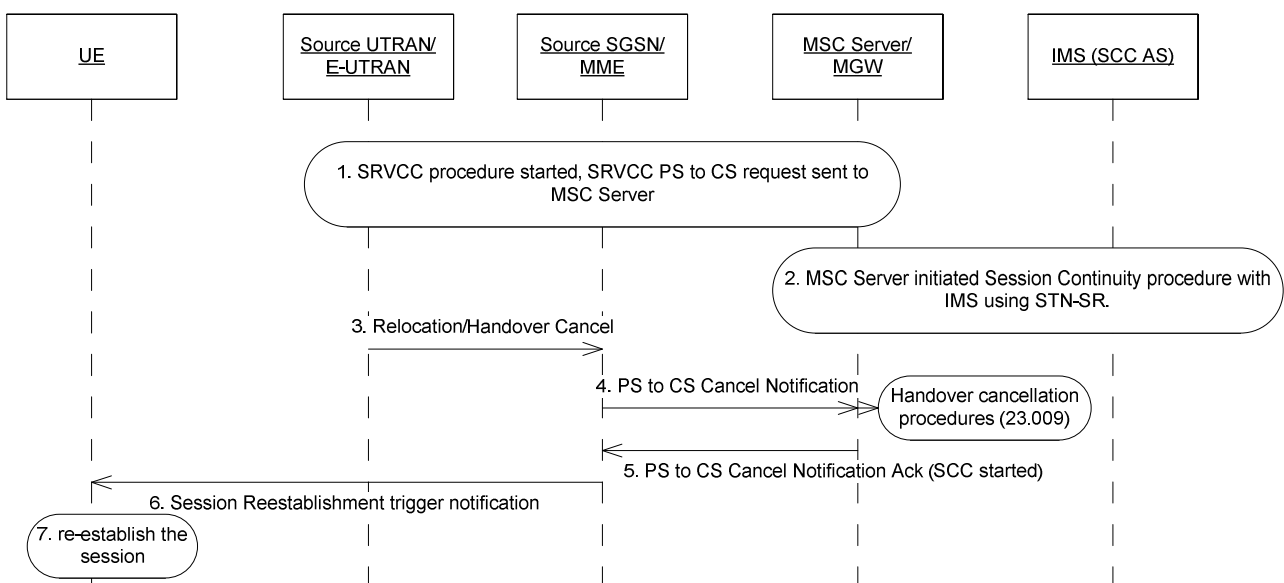 UE
Source UTRAN/
E-UTRAN
Source SGSN/
MME
MSC Server/
MGW
IMS (SCC AS)
1. SRVCC procedure started, SRVCC PS to CS request sent to
MSC Server
2. MSC Server initiated Session Continuity procedure with
IMS using STN-SR.
3. Relocation/Handover Cancel
4. PS to CS Cancel Notification
Handover cancellation
procedures (23.009)
5. PS to CS Cancel Notification Ack (SCC started)
6. Session Reestablishment trigger notification
7. re-establish the
session